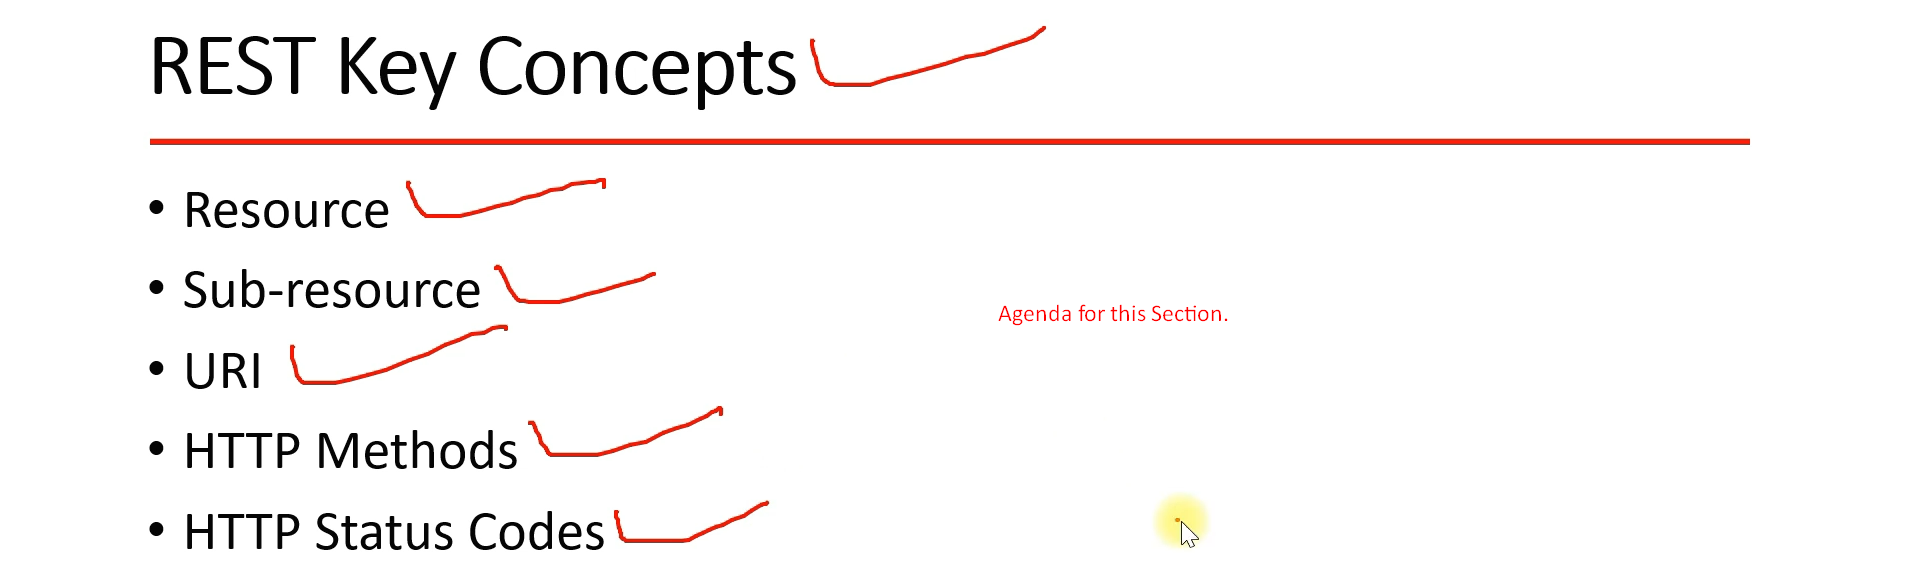 REST Key Concepts
• Resource
• Sub-resource
Agenda for this Section.
• URI
• HTTP Methods
• HTTP Status Codes